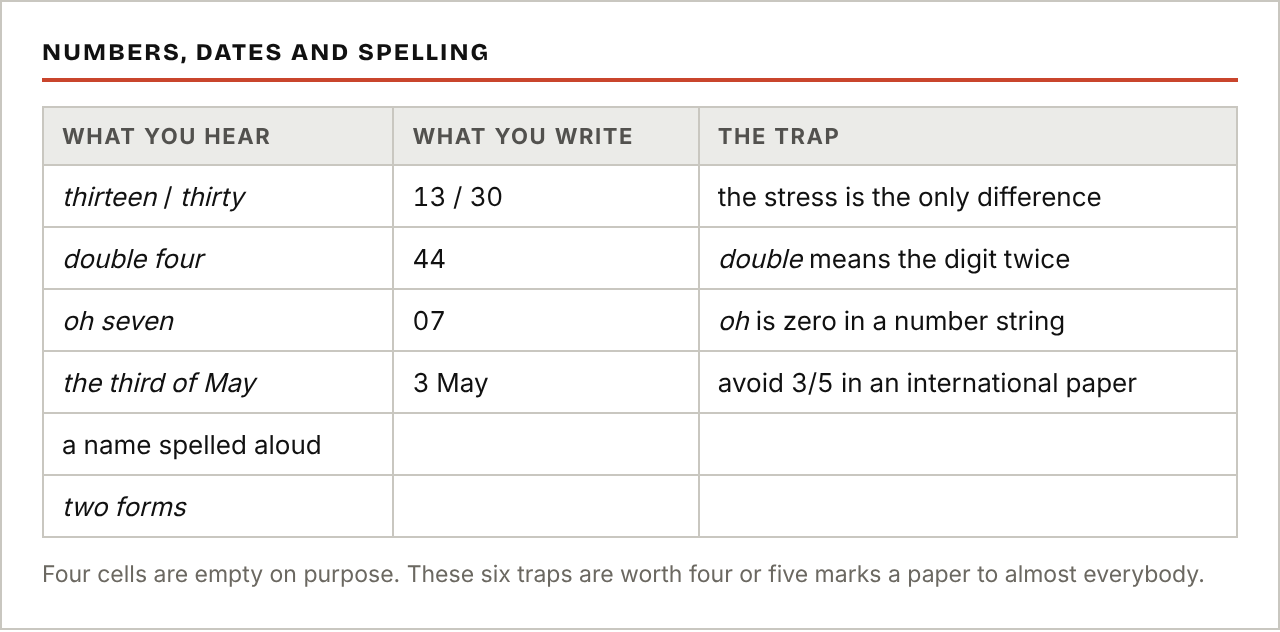 NUMBERS, DATES AND SPELLING
WHAT YOU HEAR WHAT YOU WRITE THE TRAP
thirteen / thirty 13 / 30 the stress is the only difference
double four 44 double means the digit twice
oh seven 07 oh is zero in a number string
the third of May 3 May avoid 3/5 in an international paper
a name spelled aloud
two forms
Four cells are empty on purpose. These six traps are worth four or five marks a paper to almost everybody.